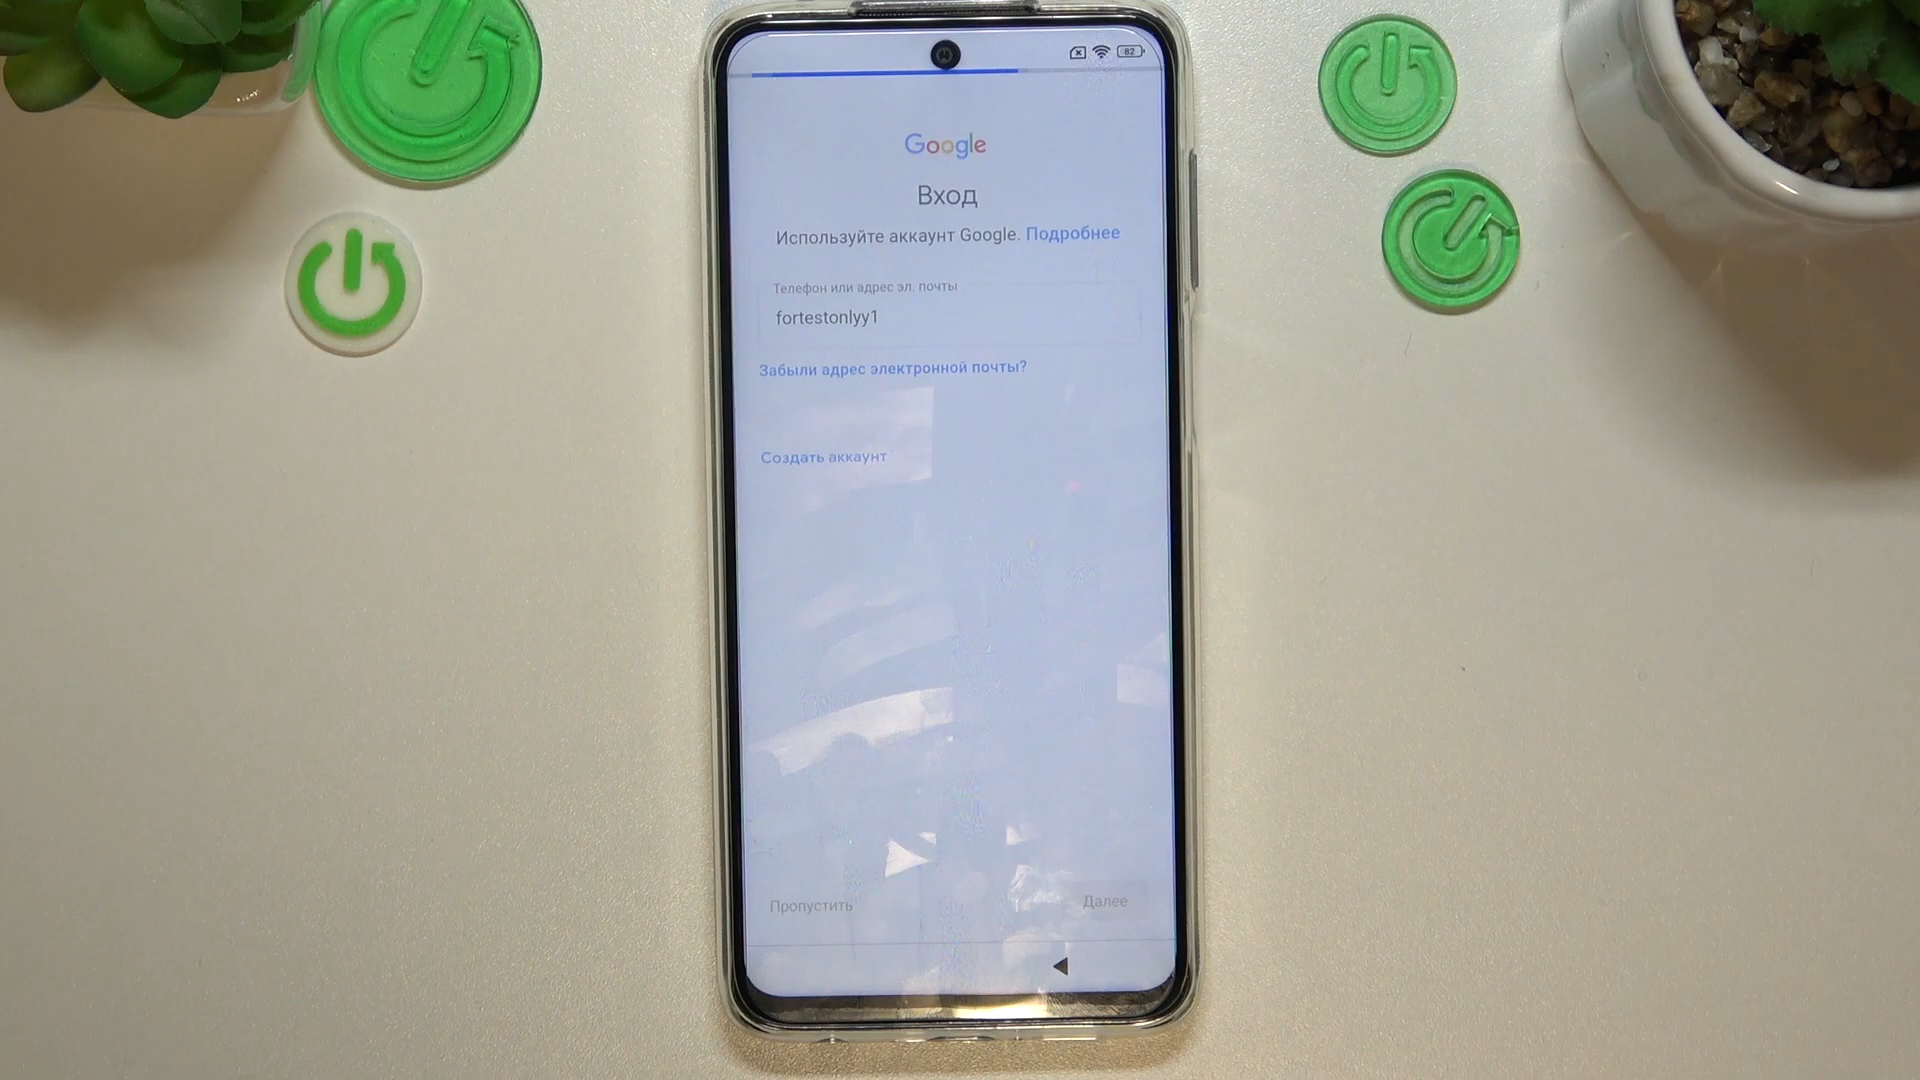 82
Google
Вход
Используйте аккаунт Google. Подробнее
Телефон или адрес эл. почты
fortestonlyy1
Забыли адрес электронной почты?
Создать аккаунт
Пропустить
Далее